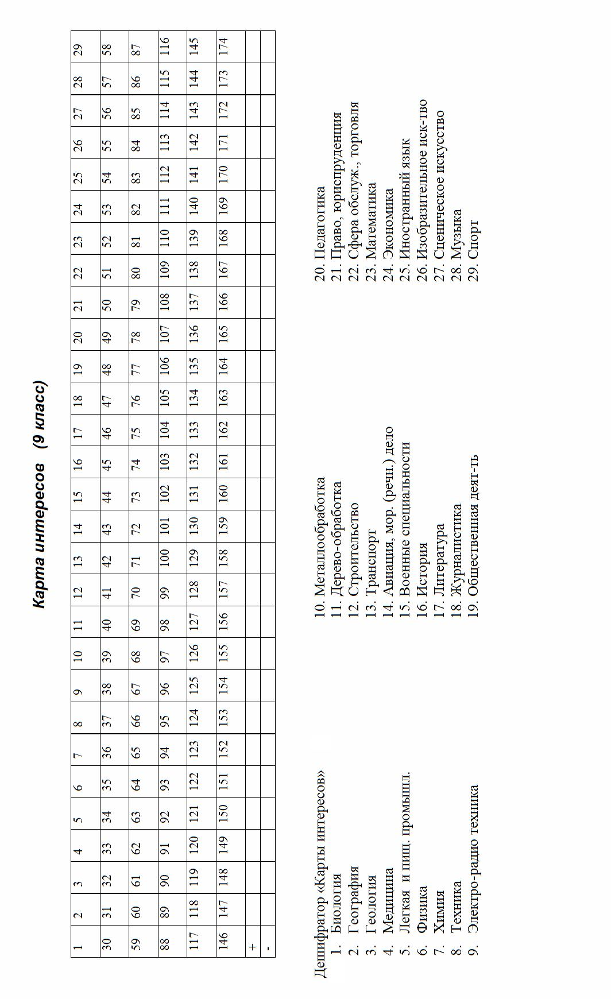 Карта интересов (9 класс)
1 2 3 4 5 6 7 8 9 10 11 12 13 14 15 16 17 18 19 20 21 22 23 24 25 26 27 28 29
30 31 32 33 34 35 36 37 38 39 40 41 42 43 44 45 46 47 48 49 50 51 52 53 54 55 56 57 58
59 60 61 62 63 64 65 66 67 68 69 70 71 72 73 74 75 76 77 78 79 80 81 82 83 84 85 86 87
88 89 90 91 92 93 94 95 96 97 98 99 100 101 102 103 104 105 106 107 108 109 110 111 112 113 114 115 116
117 118 119 120 121 122 123 124 125 126 127 128 129 130 131 132 133 134 135 136 137 138 139 140 141 142 143 144 145
146 147 148 149 150 151 152 153 154 155 156 157 158 159 160 161 162 163 164 165 166 167 168 169 170 171 172 173 174
+
-
Дешифратор «Карты интересов»
1. Биология
2. География
3. Геология
4. Медицина
5. Легкая и пищ. промышл.
6. Физика
7. Химия
8. Техника
9. Электро-радио техника
10. Металлообработка
11. Дерево-обработка
12. Строительство
13. Транспорт
14. Авиация, мор. (речн.) дело
15. Военные специальности
16. История
17. Литература
18. Журналистика
19. Общественная деят-ть
20. Педагогика
21. Право, юриспруденция
22. Сфера обслуж., торговля
23. Математика
24. Экономика
25. Иностранный язык
26. Изобразительное иск-тво
27. Сценическое искусство
28. Музыка
29. Спорт